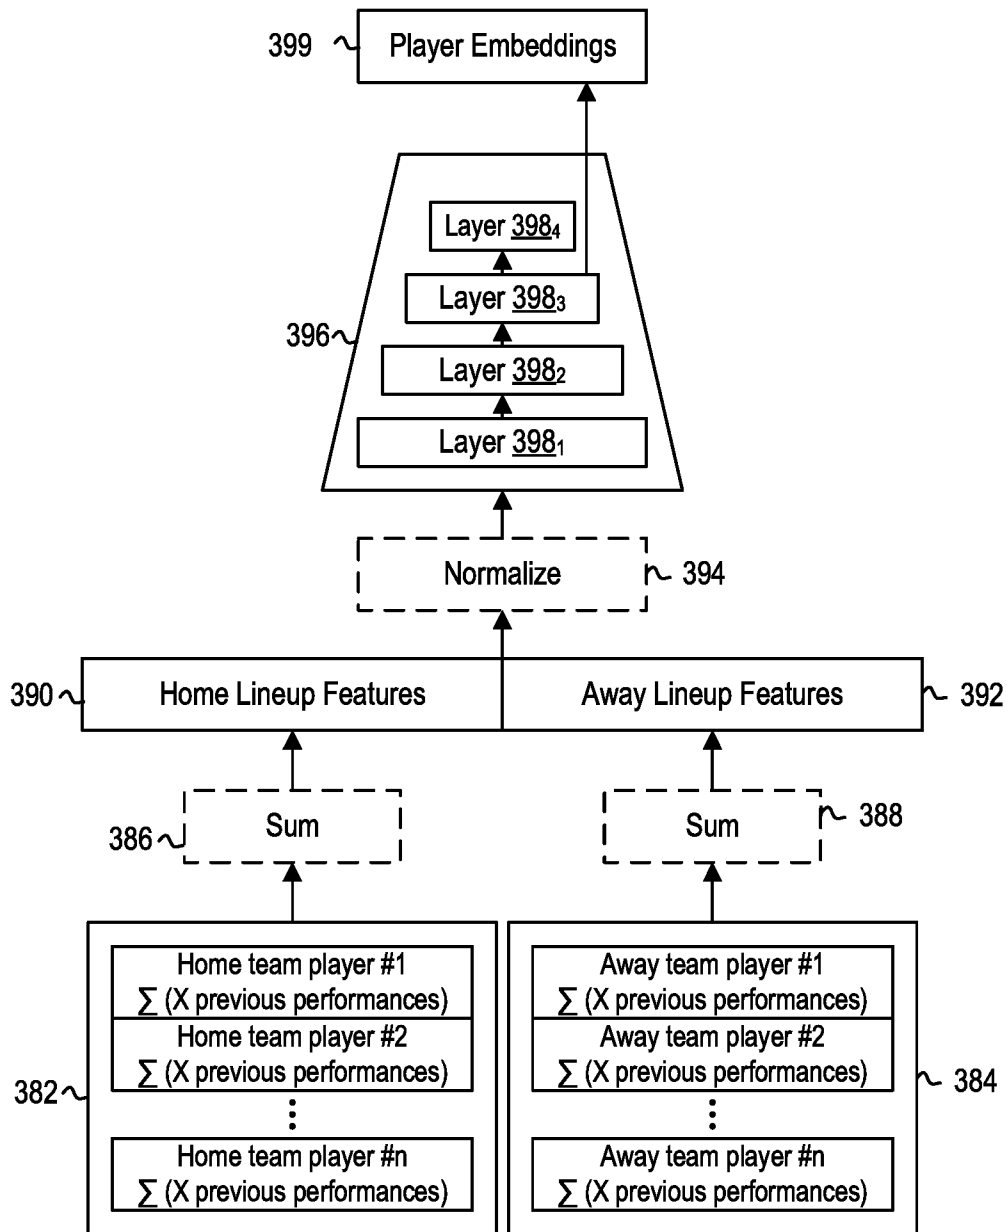 399 Player Embeddings
Layer 398₄
Layer 398₃
396
Layer 398₂
Layer 398₁
Normalize 394
390 Home Lineup Features Away Lineup Features 392
386 Sum Sum 388
Home team player #1 Away team player #1
∑ (X previous performances) ∑ (X previous performances)
Home team player #2 Away team player #2
382 ∑ (X previous performances) ∑ (X previous performances) 384
⋮ ⋮
Home team player #n Away team player #n
∑ (X previous performances) ∑ (X previous performances)